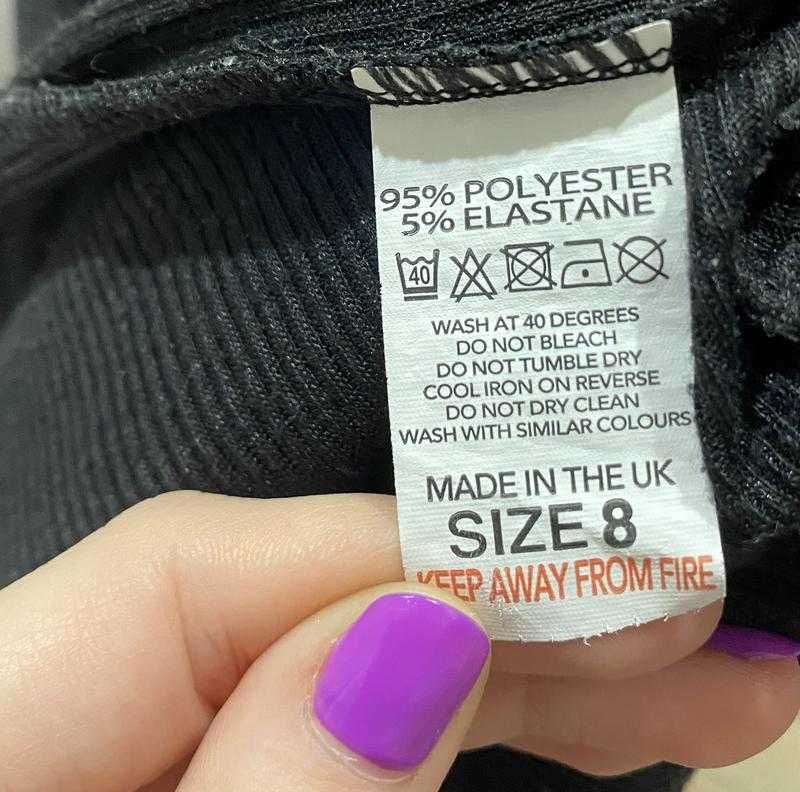 95% POLYESTER
5% ELASTANE
40
WASH AT 40 DEGREES
DO NOT BLEACH
DO NOT TUMBLE DRY
COOL IRON ON REVERSE
DO NOT DRY CLEAN
WASH WITH SIMILAR COLOURS
MADE IN THE UK
SIZE 8
KEEP AWAY FROM FIRE